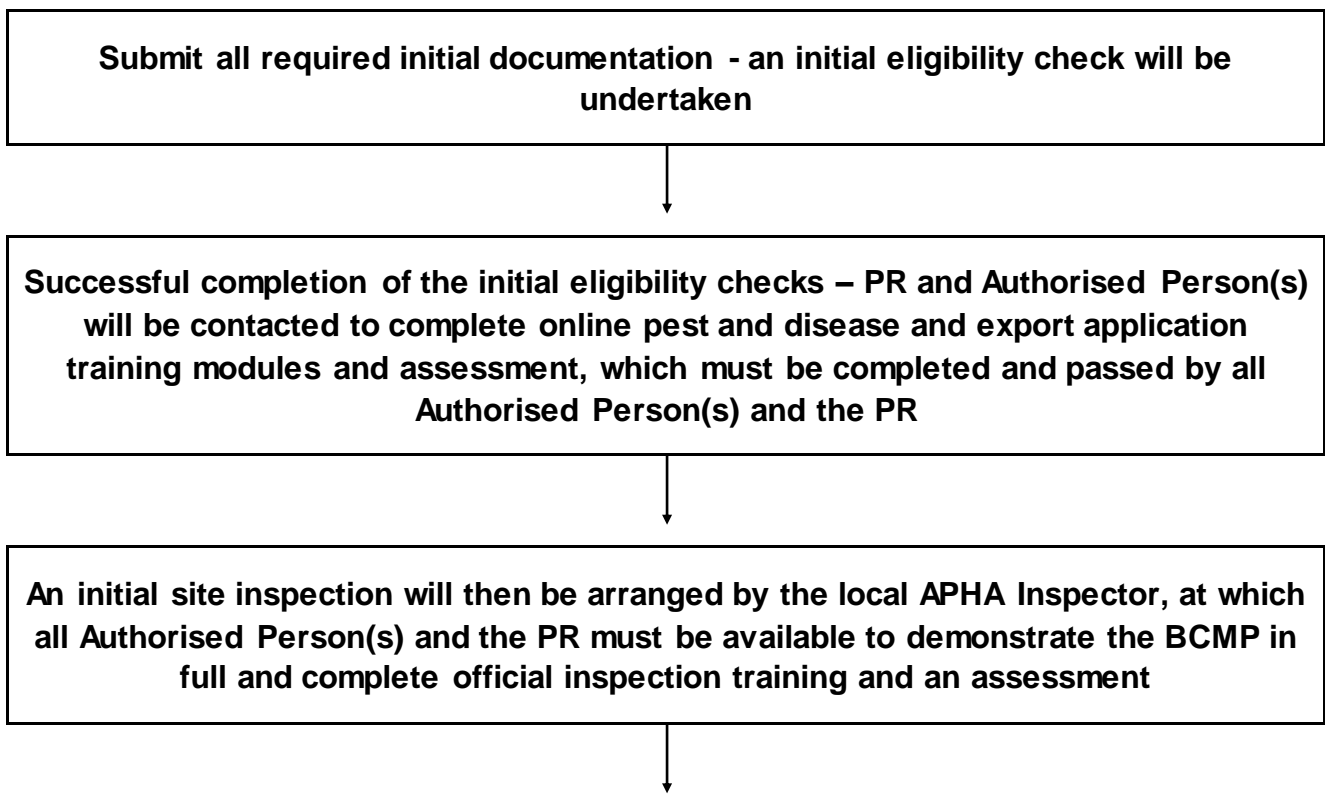 Submit all required initial documentation - an initial eligibility check will be
undertaken
Successful completion of the initial eligibility checks – PR and Authorised Person(s)
will be contacted to complete online pest and disease and export application
training modules and assessment, which must be completed and passed by all
Authorised Person(s) and the PR
An initial site inspection will then be arranged by the local APHA Inspector, at which
all Authorised Person(s) and the PR must be available to demonstrate the BCMP in
full and complete official inspection training and an assessment